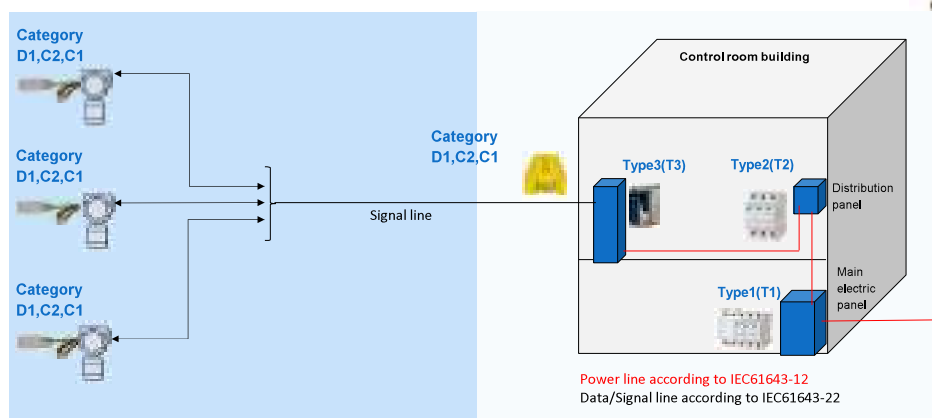 Category
D1,C2,C1
Category
D1,C2,C1
Category
D1,C2,C1
Signal line
Category
D1,C2,C1
Control room building
Type3(T3)
Type2(T2)
Distribution
panel
Type1(T1)
Main
electric
panel
Power line according to IEC61643-12
Data/Signal line according to IEC61643-22